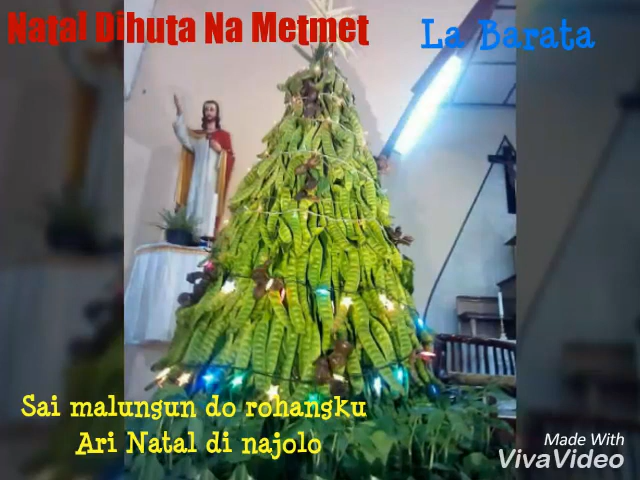 Natal Dihuta Na Metmet
La Barata
Sai malungun do rohangku
Ari Natal di najolo
Made With
VivaVideo